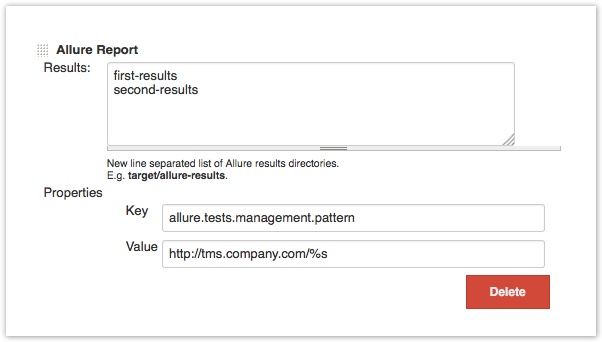 Allure Report
Results:
first-results
second-results
New line separated list of Allure results directories.
E.g. target/allure-results.
Properties
Key
allure.tests.management.pattern
Value
http://tms.company.com/%s
Delete